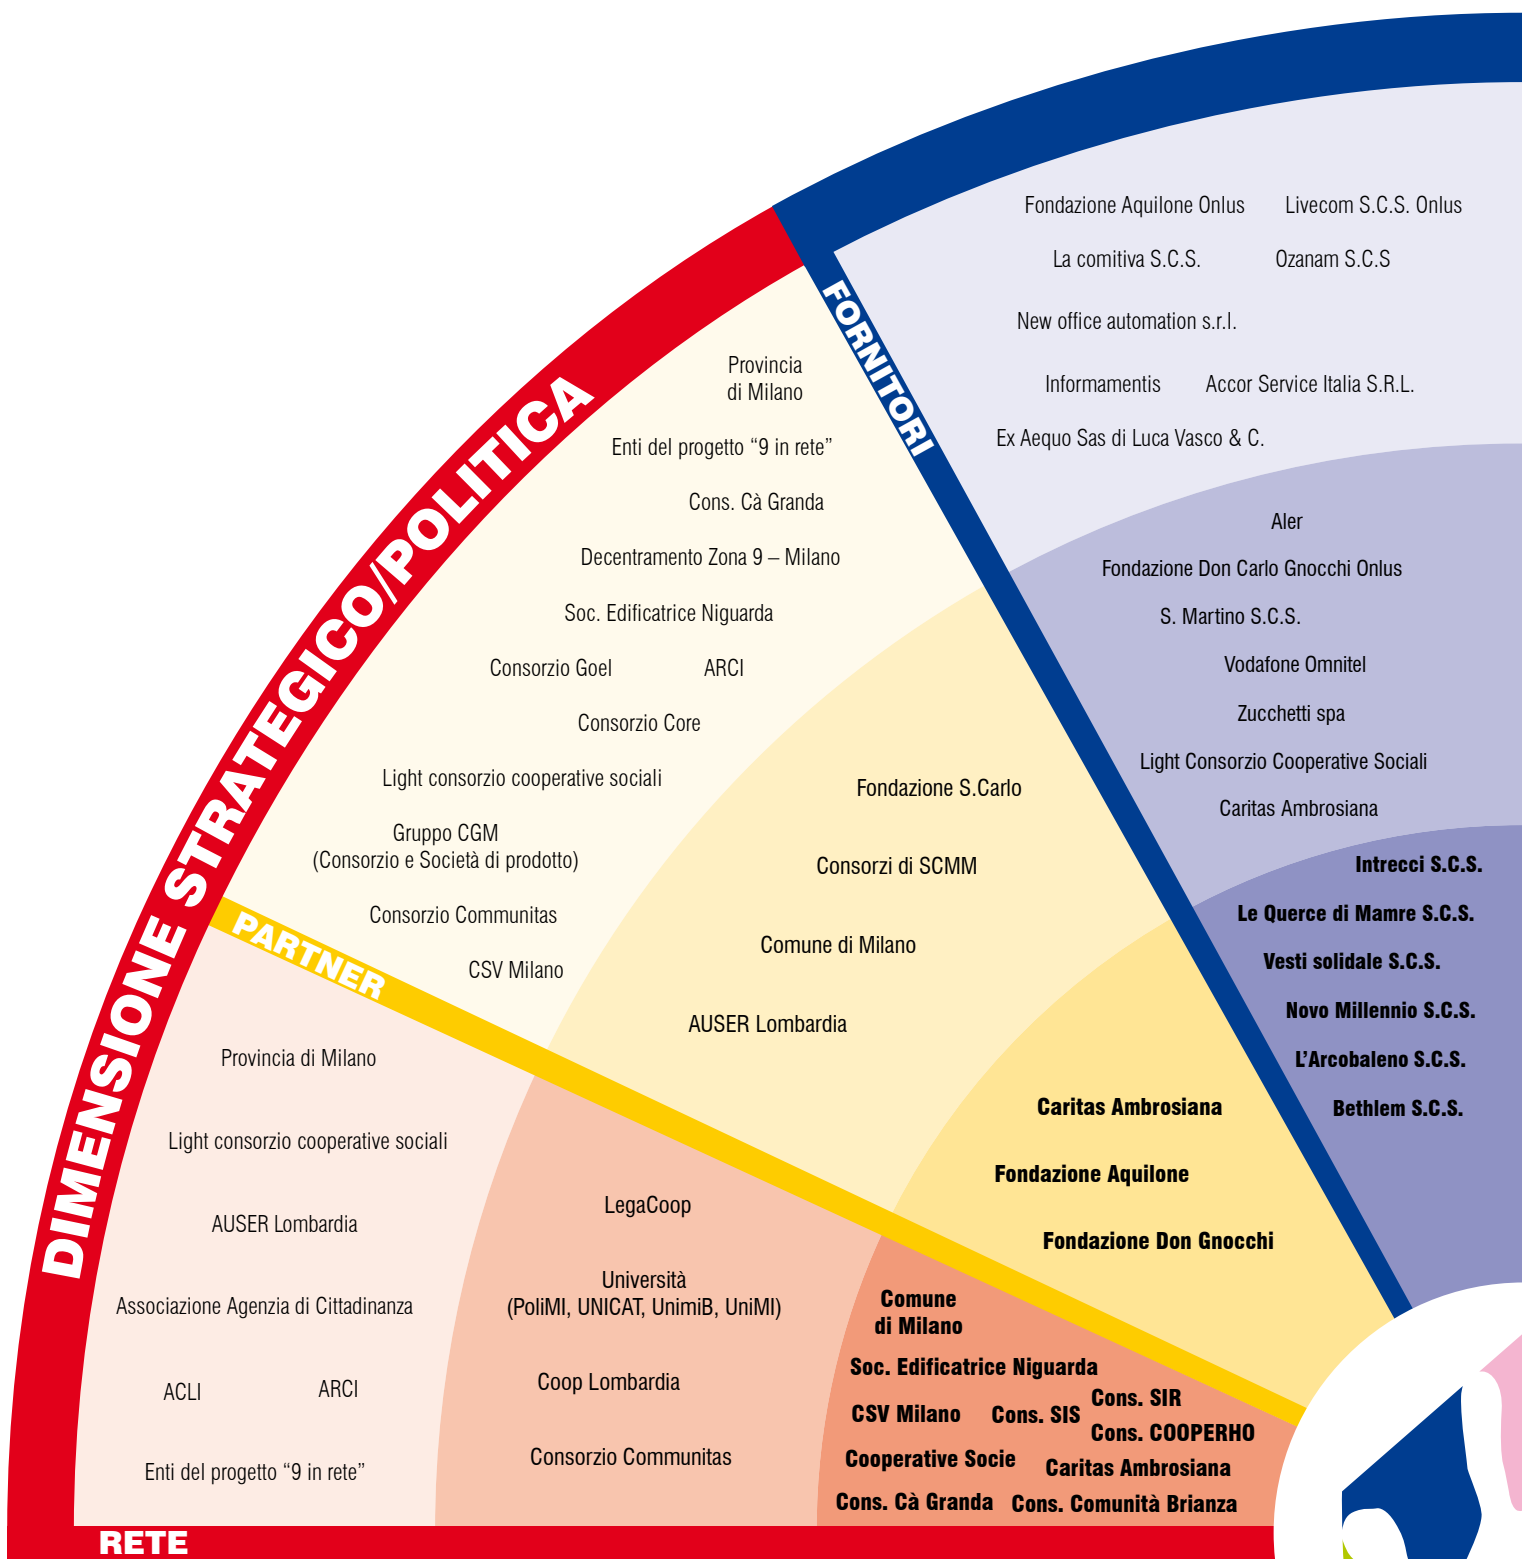 DIMENSIONE STRATEGICO/POLITICA
FORNITORI
Fondazione Aquilone Onlus
Livecom S.C.S. Onlus
La comitiva S.C.S.
Ozanam S.C.S
New office automation s.r.l.
Informamentis
Accor Service Italia S.R.L.
Ex Aequo Sas di Luca Vasco & C.
Aler
Fondazione Don Carlo Gnocchi Onlus
S. Martino S.C.S.
Vodafone Omnitel
Zucchetti spa
Light Consorzio Cooperative Sociali
Caritas Ambrosiana
Intrecci S.C.S.
Le Querce di Mamre S.C.S.
Vesti solidale S.C.S.
Novo Millennio S.C.S.
L’Arcobaleno S.C.S.
Bethlem S.C.S.
PARTNER
Provincia
di Milano
Enti del progetto “9 in rete”
Cons. Cà Granda
Decentramento Zona 9 – Milano
Soc. Edificatrice Niguarda
Consorzio Goel
ARCI
Consorzio Core
Light consorzio cooperative sociali
Gruppo CGM
(Consorzio e Società di prodotto)
Consorzio Communitas
CSV Milano
Fondazione S.Carlo
Consorzi di SCMM
Comune di Milano
AUSER Lombardia
Caritas Ambrosiana
Fondazione Aquilone
Fondazione Don Gnocchi
RETE
Provincia di Milano
Light consorzio cooperative sociali
AUSER Lombardia
Associazione Agenzia di Cittadinanza
ACLI
ARCI
Enti del progetto “9 in rete”
LegaCoop
Università
(PoliMI, UNICAT, UnimiB, UniMI)
Coop Lombardia
Consorzio Communitas
Comune
di Milano
Soc. Edificatrice Niguarda
CSV Milano
Cons. SIS
Cons. SIR
Cons. COOPERHO
Cooperative Socie
Caritas Ambrosiana
Cons. Cà Granda
Cons. Comunità Brianza